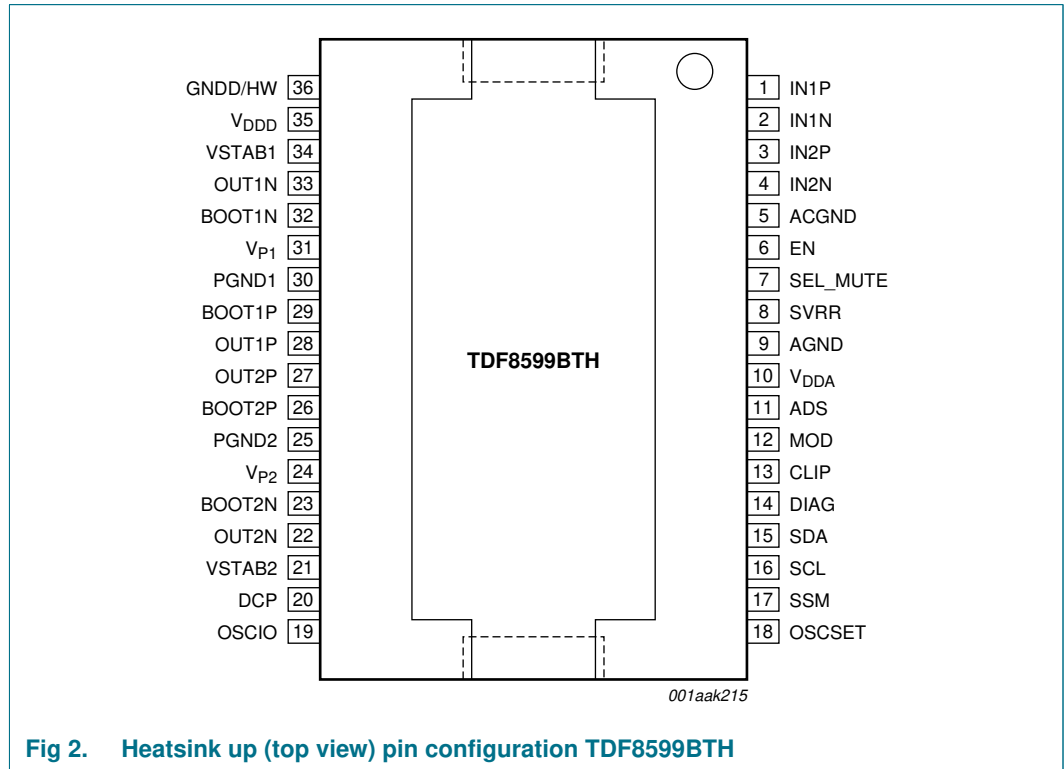 GNDD/HW 36 1 IN1P
VDDD 35 2 IN1N
VSTAB1 34 3 IN2P
OUT1N 33 4 IN2N
BOOT1N 32 5 ACGND
VP1 31 6 EN
PGND1 30 7 SEL_MUTE
BOOT1P 29 8 SVRR
OUT1P 28 9 AGND
TDF8599BTH
OUT2P 27 10 VDDA
BOOT2P 26 11 ADS
PGND2 25 12 MOD
VP2 24 13 CLIP
BOOT2N 23 14 DIAG
OUT2N 22 15 SDA
VSTAB2 21 16 SCL
DCP 20 17 SSM
OSCIO 19 18 OSCSET
001aak215
Fig 2. Heatsink up (top view) pin configuration TDF8599BTH